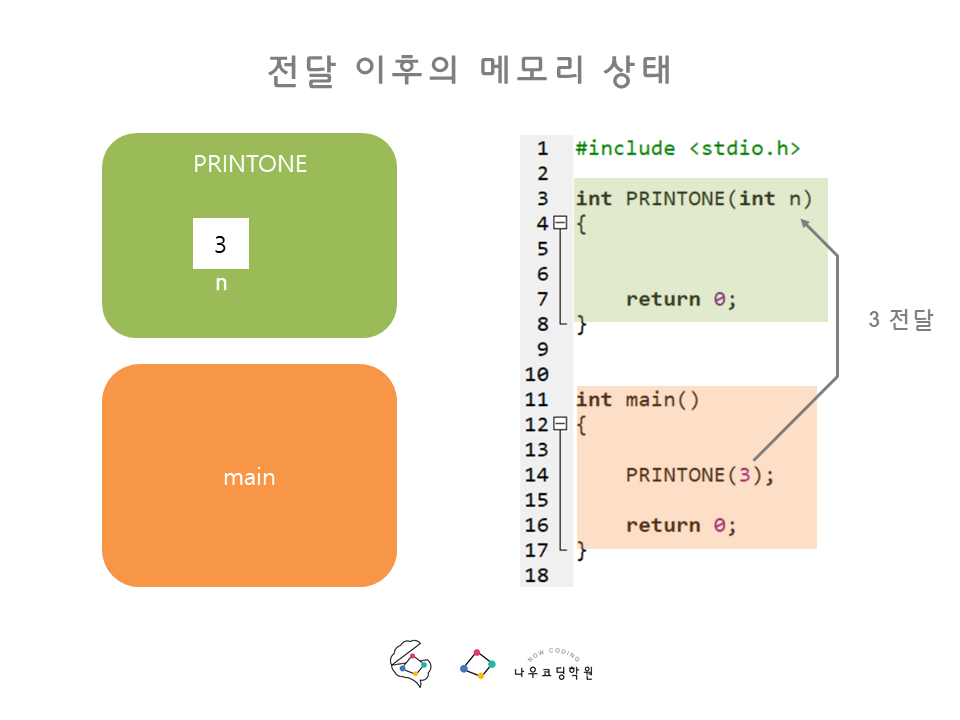 전달 이후의 메모리 상태
PRINTONE
3
n
main
1 #include <stdio.h>
2
3 int PRINTONE(int n)
4 {
5
6
7 return 0;
8 }
9
10
11 int main()
12 {
13
14 PRINTONE(3);
15
16 return 0;
17 }
18
3 전달
NOW CODING
나우코딩학원